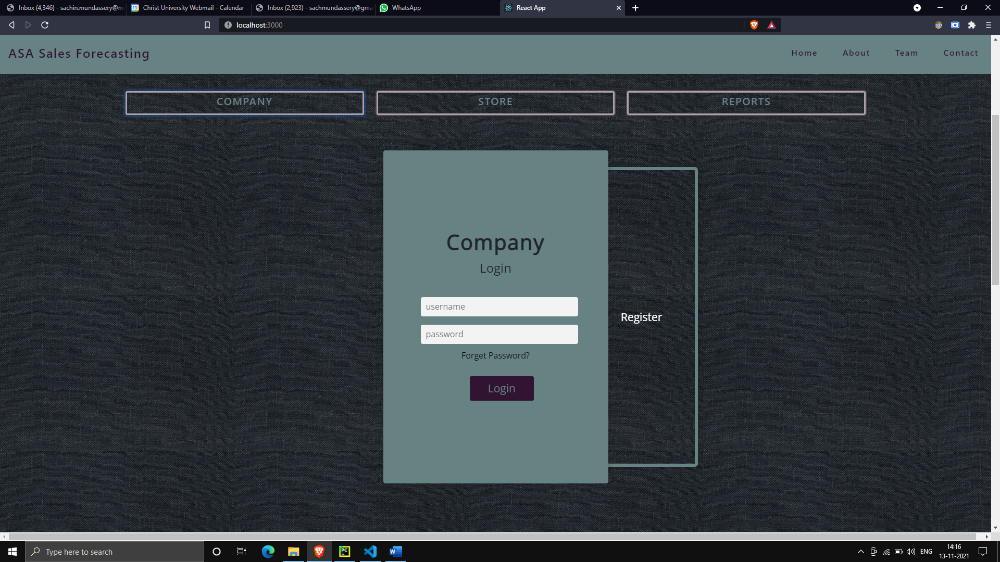 Inbox (4,346) - sachin.mundassery@m
Christ University Webmail - Calendar -
Inbox (2,923) - sachmundassery@gma
WhatsApp
React App
localhost:3000
ASA Sales Forecasting
Home
About
Team
Contact
COMPANY
STORE
REPORTS
Company
Login
username
password
Forget Password?
Login
Register
Type here to search
ENG
14:16
13-11-2021